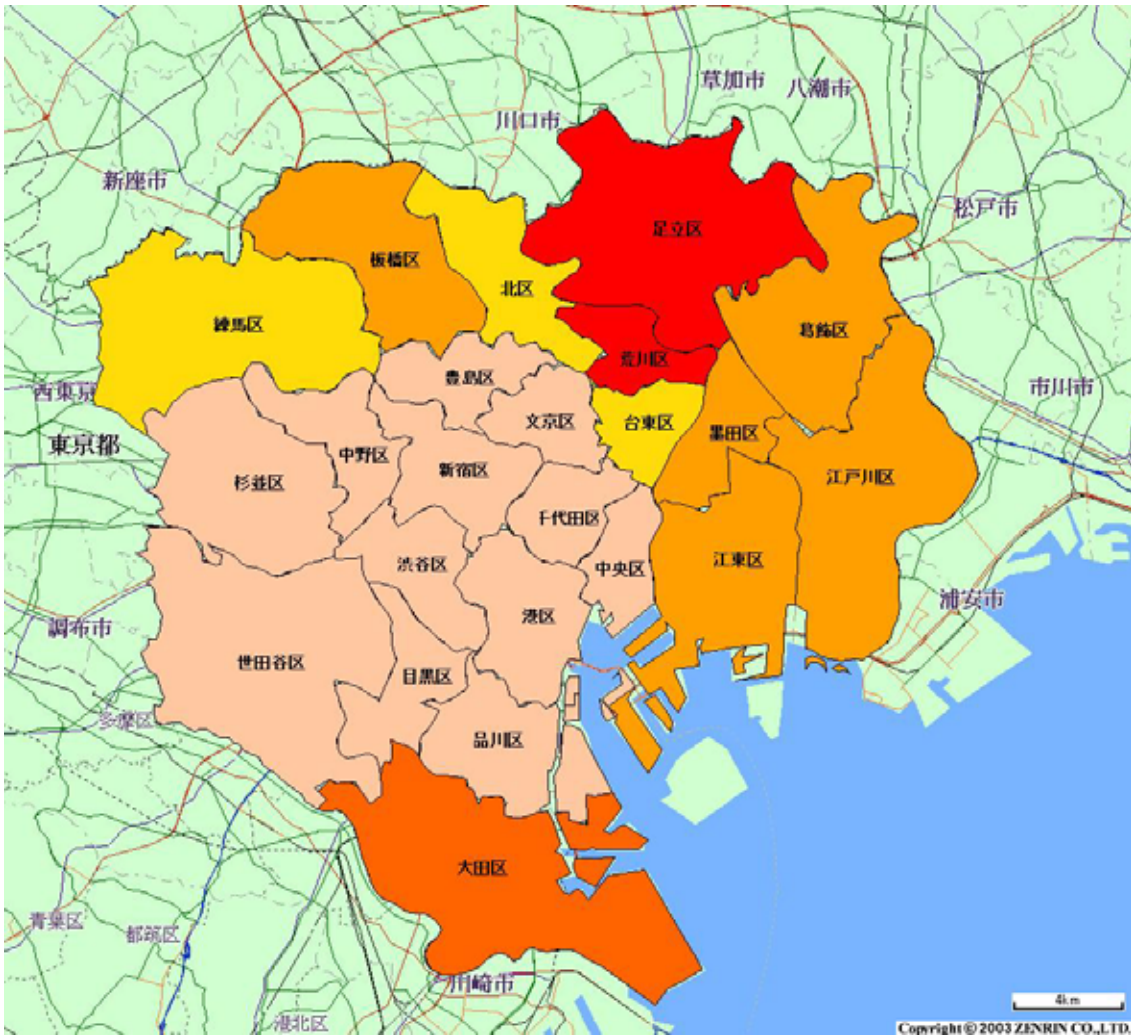 草加市
八潮市
川口市
新座市
松戸市
足立区
板橋区
北区
練馬区
葛飾区
荒川区
豊島区
西東京
市川市
文京区
台東区
墨田区
東京都
中野区
新宿区
杉並区
江戸川区
千代田区
江東区
渋谷区
中央区
浦安市
港区
調布市
世田谷区
目黒区
多摩区
品川区
大田区
青葉区
都筑区
川崎市
港北区
4km
Copyright © 2003 ZENRIN CO.,LTD